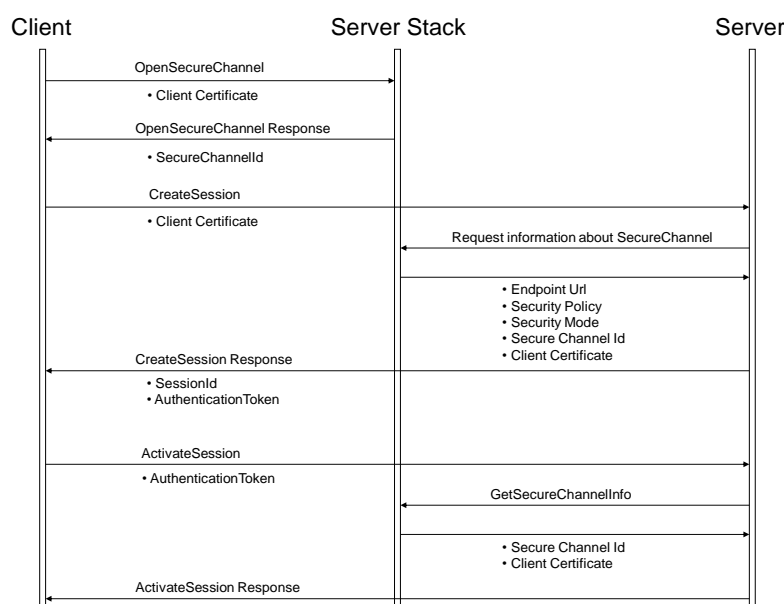 Client
Server Stack
Server
OpenSecureChannel
• Client Certificate
OpenSecureChannel Response
• SecureChannelId
CreateSession
• Client Certificate
Request information about SecureChannel
• Endpoint Url
• Security Policy
• Security Mode
• Secure Channel Id
• Client Certificate
CreateSession Response
• SessionId
• AuthenticationToken
ActivateSession
• AuthenticationToken
GetSecureChannelInfo
• Secure Channel Id
• Client Certificate
ActivateSession Response